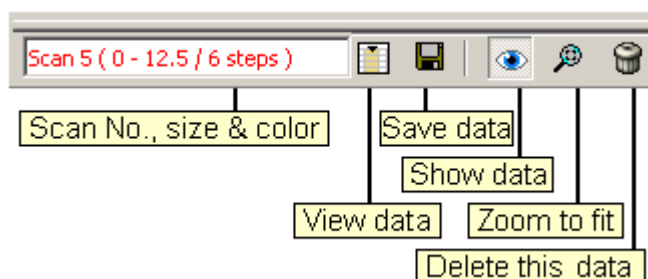 Scan 5 ( 0 - 12.5 / 6 steps )
Scan No., size & color
Save data
Show data
View data
Zoom to fit
Delete this data